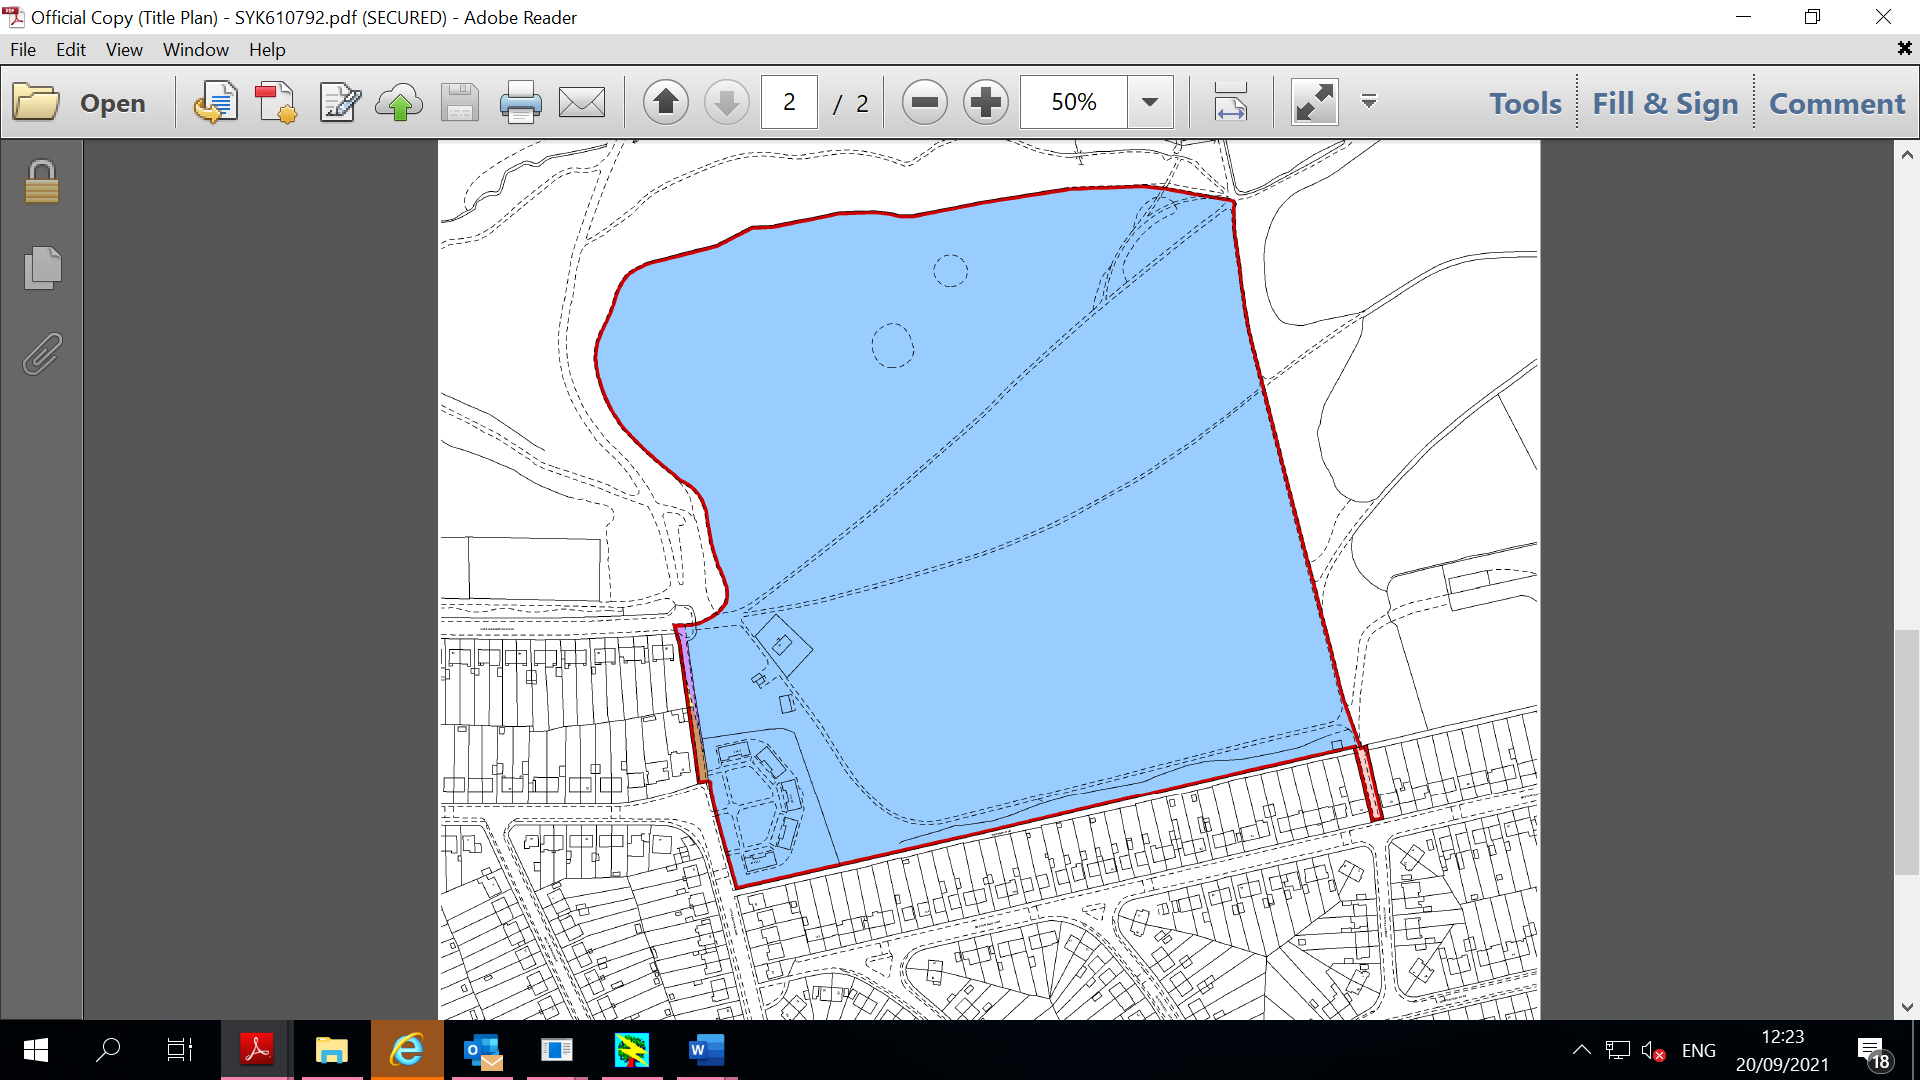 Official Copy (Title Plan) - SYK610792.pdf (SECURED) - Adobe Reader
File Edit View Window Help
Open 2 / 2 50% Tools Fill & Sign Comment
ENG 12:23 18
20/09/2021